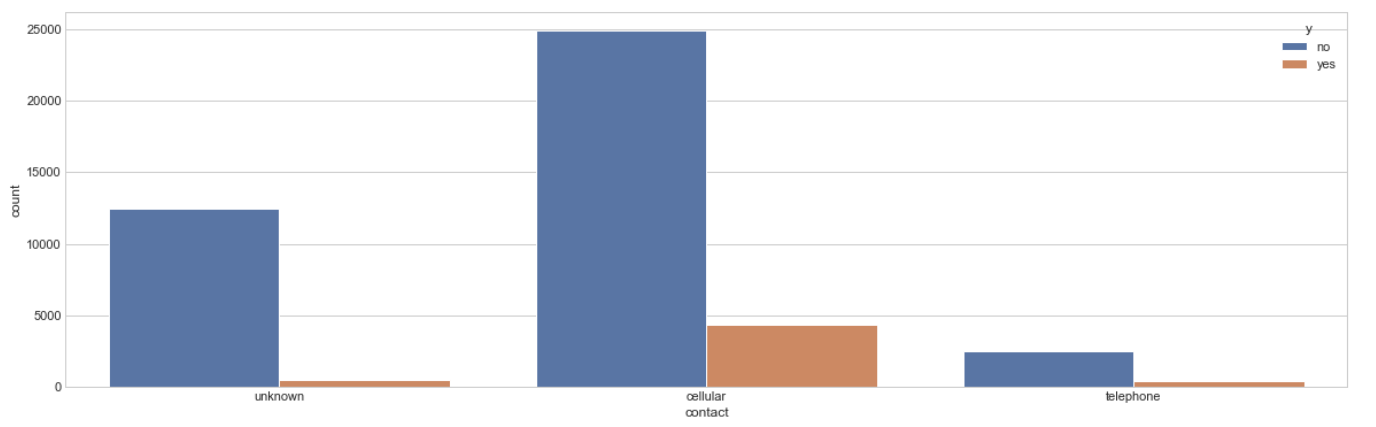 25000
20000
15000
10000
5000
0
count
unknown
cellular
telephone
contact
y
no
yes